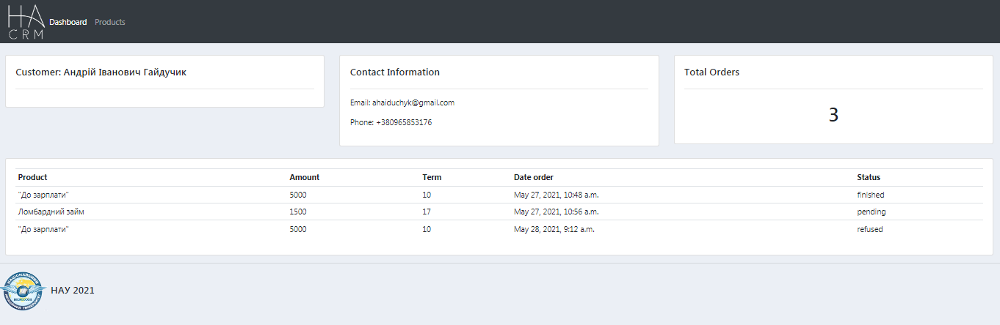 HA
CRM
Dashboard Products
Customer: Андрій Іванович Гайдучик
Contact Information
Email: ahaiduchyk@gmail.com
Phone: +380965853176
Total Orders
3
Product Amount Term Date order Status
"До зарплати" 5000 10 May 27, 2021, 10:48 a.m. finished
Ломбардний займ 1500 17 May 27, 2021, 10:56 a.m. pending
"До зарплати" 5000 10 May 28, 2021, 9:12 a.m. refused
НАУ 2021